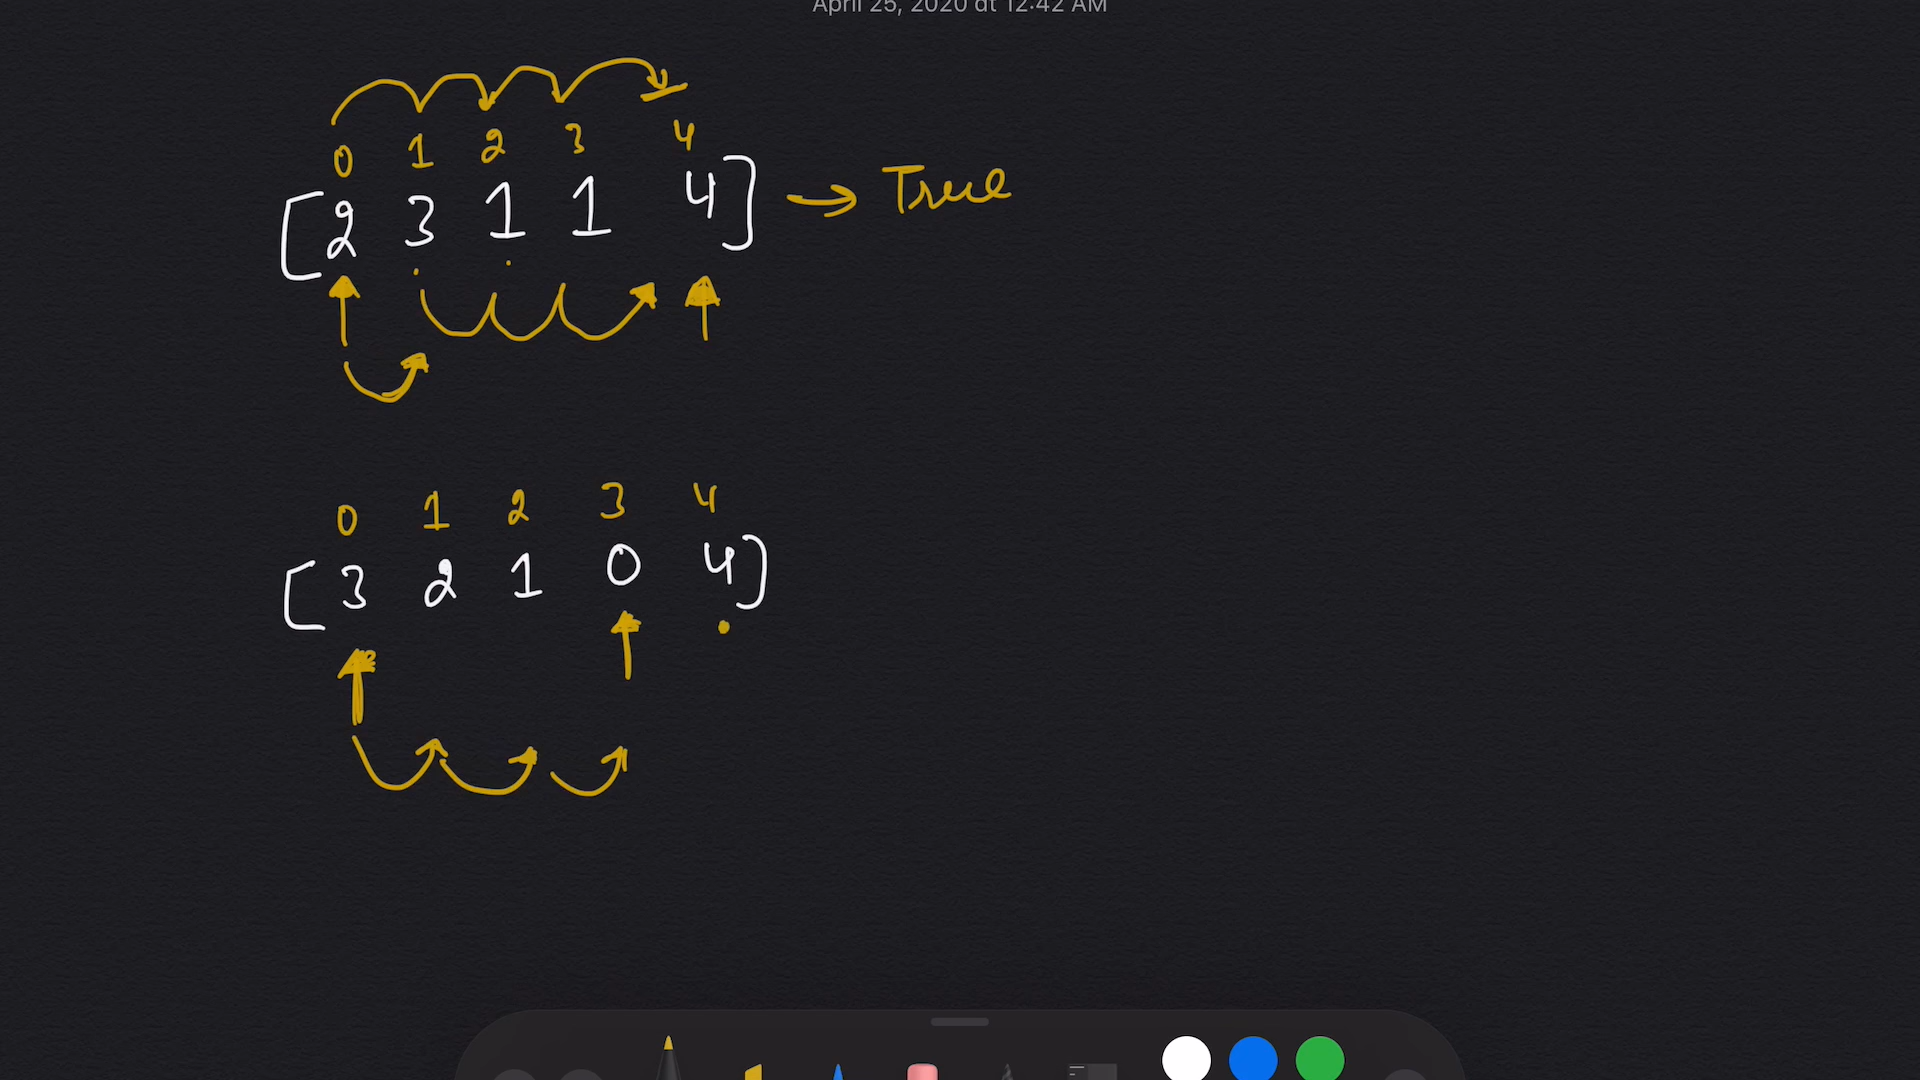 April 25, 2020 at 12:42 AM
0 1 2 3 4
[2 3 1 1 4] → True
0 1 2 3 4
[3 2 1 0 4]